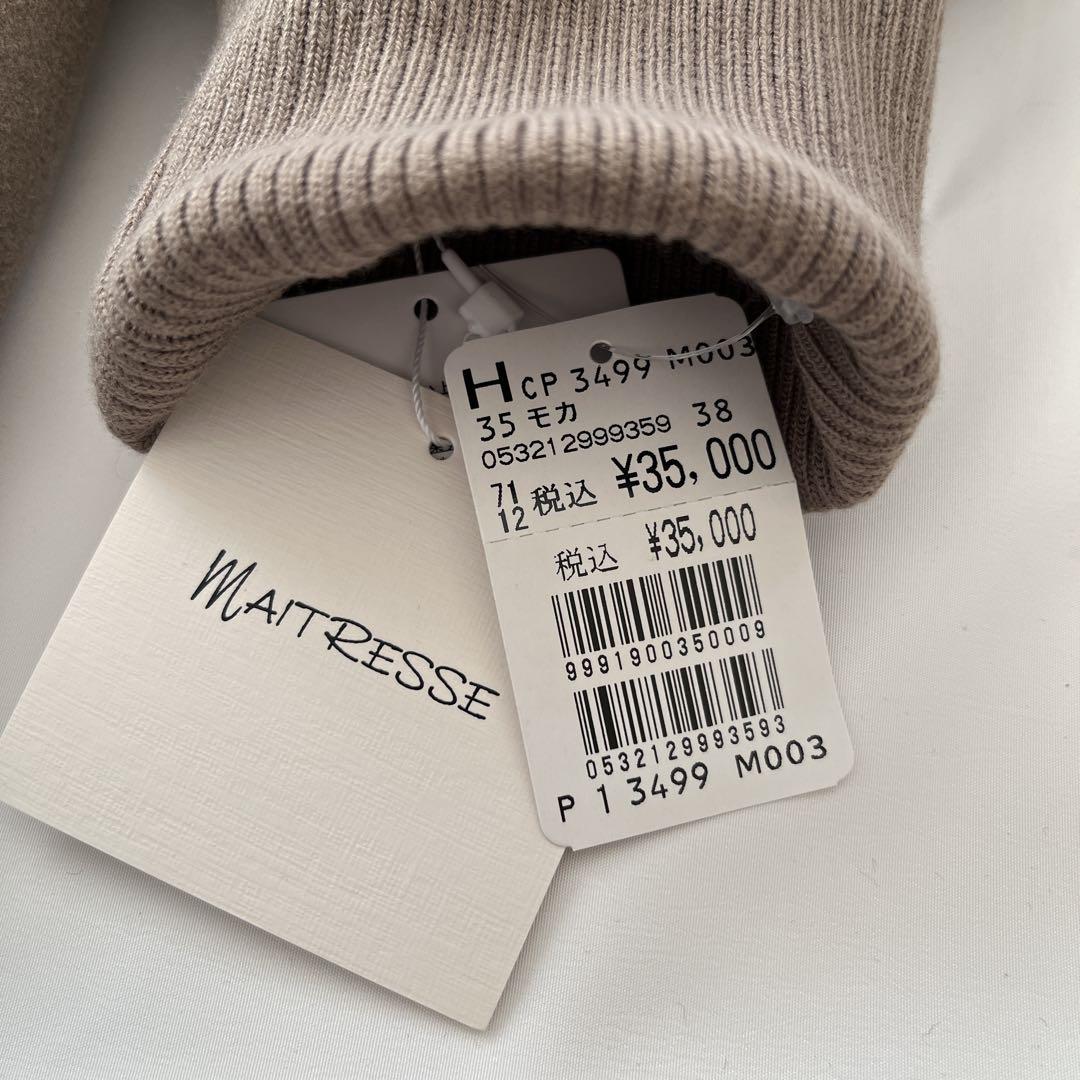 MAITRESSE
H CP 3499 M003
35 モカ
053212999359 38
71
12 税込 ¥35,000
税込 ¥35,000
9991900350009
0532129993593
P 1 3499 M003